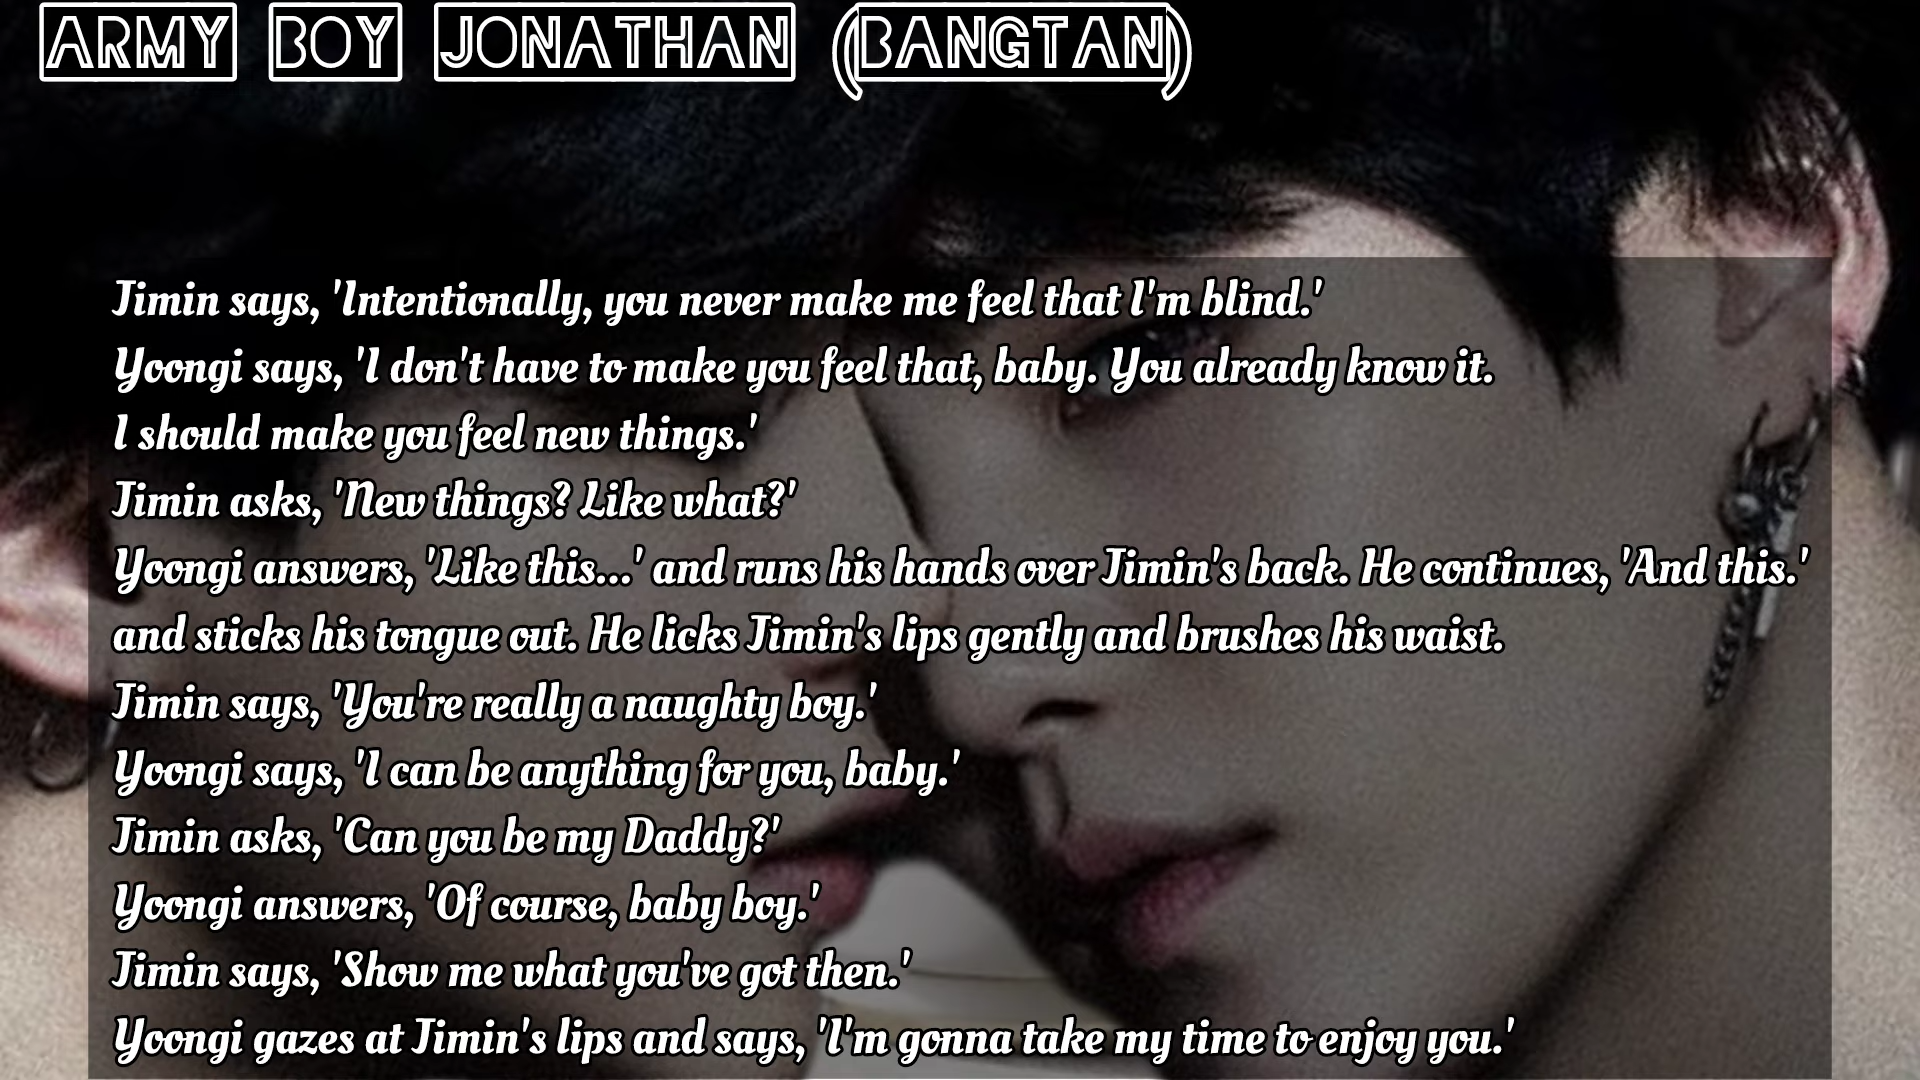 ARMY BOY JONATHAN (BANGTAN)
Jimin says, 'Intentionally, you never make me feel that I'm blind.'
Yoongi says, 'I don't have to make you feel that, baby. You already know it.
I should make you feel new things.'
Jimin asks, 'New things? Like what?'
Yoongi answers, 'Like this...' and runs his hands over Jimin's back. He continues, 'And this.'
and sticks his tongue out. He licks Jimin's lips gently and brushes his waist.
Jimin says, 'You're really a naughty boy.'
Yoongi says, 'I can be anything for you, baby.'
Jimin asks, 'Can you be my Daddy?'
Yoongi answers, 'Of course, baby boy.'
Jimin says, 'Show me what you've got then.'
Yoongi gazes at Jimin's lips and says, 'I'm gonna take my time to enjoy you.'